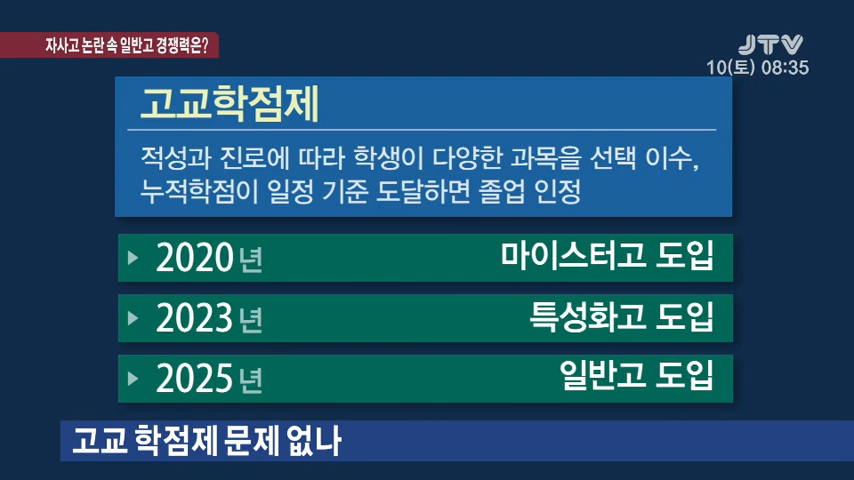 자사고 논란 속 일반고 경쟁력은?
JTV
10(토) 08:35
고교학점제
적성과 진로에 따라 학생이 다양한 과목을 선택 이수,
누적학점이 일정 기준 도달하면 졸업 인정
▶ 2020년 마이스터고 도입
▶ 2023년 특성화고 도입
▶ 2025년 일반고 도입
고교 학점제 문제 없나